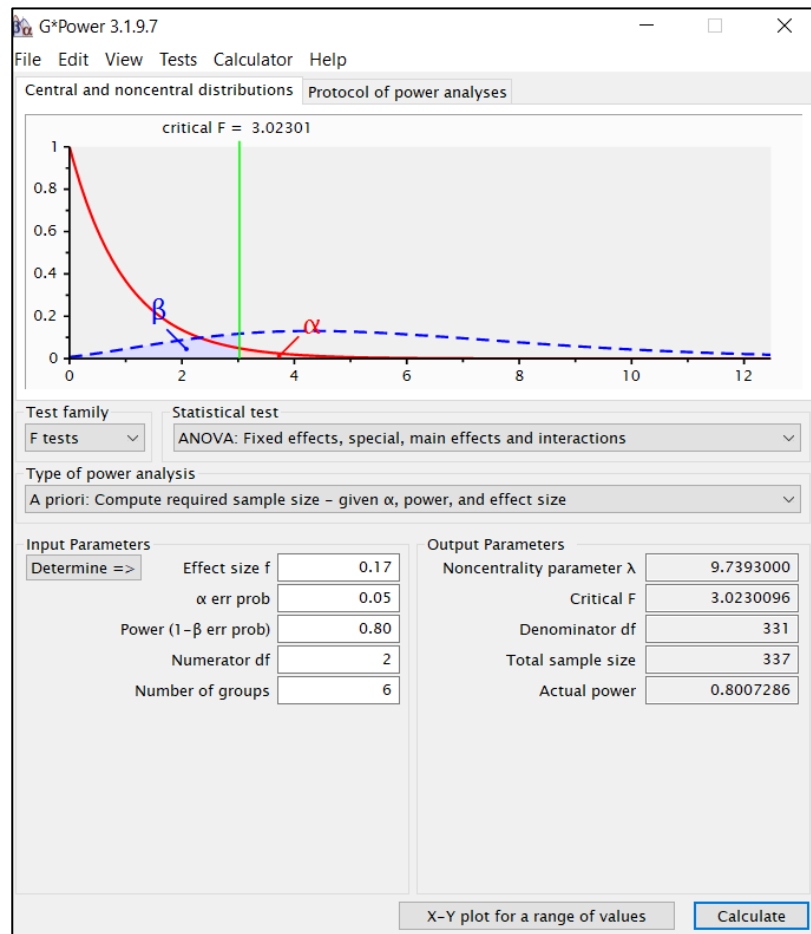 βα G*Power 3.1.9.7
File Edit View Tests Calculator Help
Central and noncentral distributions Protocol of power analyses
critical F = 3.02301
1
0.8
0.6
0.4
0.2
0
β
α
0 2 4 6 8 10 12
Test family Statistical test
F tests ANOVA: Fixed effects, special, main effects and interactions
Type of power analysis
A priori: Compute required sample size – given α, power, and effect size
Input Parameters Output Parameters
Determine => Effect size f 0.17 Noncentrality parameter λ 9.7393000
α err prob 0.05 Critical F 3.0230096
Power (1-β err prob) 0.80 Denominator df 331
Numerator df 2 Total sample size 337
Number of groups 6 Actual power 0.8007286
X-Y plot for a range of values Calculate